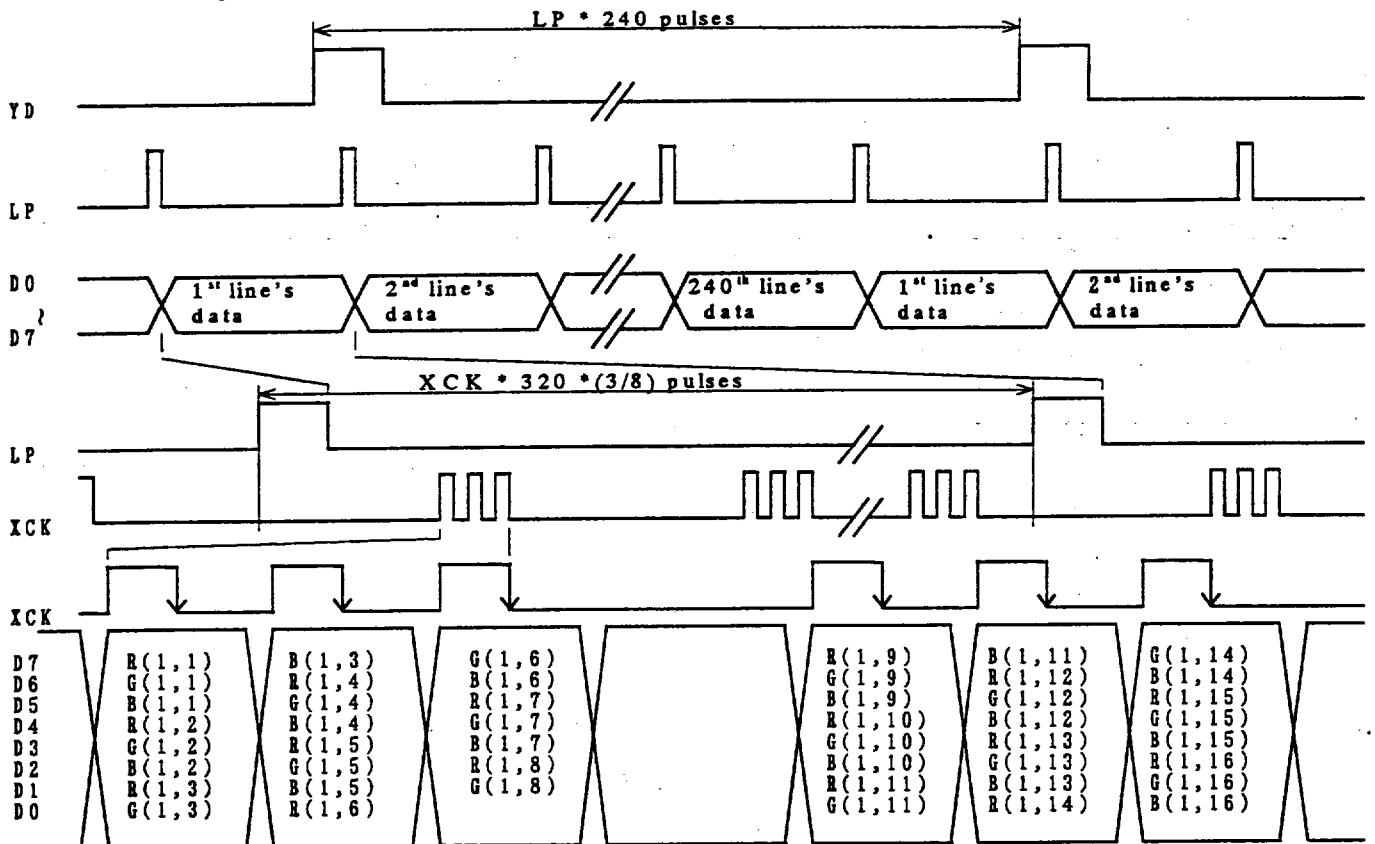 LP * 240 pulses
YD
LP
D0
~
D7
1st line's data
2nd line's data
240th line's data
1st line's data
2nd line's data
XCK * 320 *(3/8) pulses
LP
XCK
XCK
D7 R(1,1) B(1,3) G(1,6) R(1,9) B(1,11) G(1,14)
D6 G(1,1) R(1,4) B(1,6) G(1,9) R(1,12) B(1,14)
D5 B(1,1) G(1,4) R(1,7) B(1,9) G(1,12) R(1,15)
D4 R(1,2) B(1,4) G(1,7) R(1,10) B(1,12) G(1,15)
D3 G(1,2) R(1,5) B(1,7) G(1,10) R(1,13) B(1,15)
D2 B(1,2) G(1,5) R(1,8) B(1,10) G(1,13) R(1,16)
D1 R(1,3) B(1,5) G(1,8) R(1,11) B(1,13) G(1,16)
D0 G(1,3) R(1,6) G(1,11) R(1,14) B(1,16)